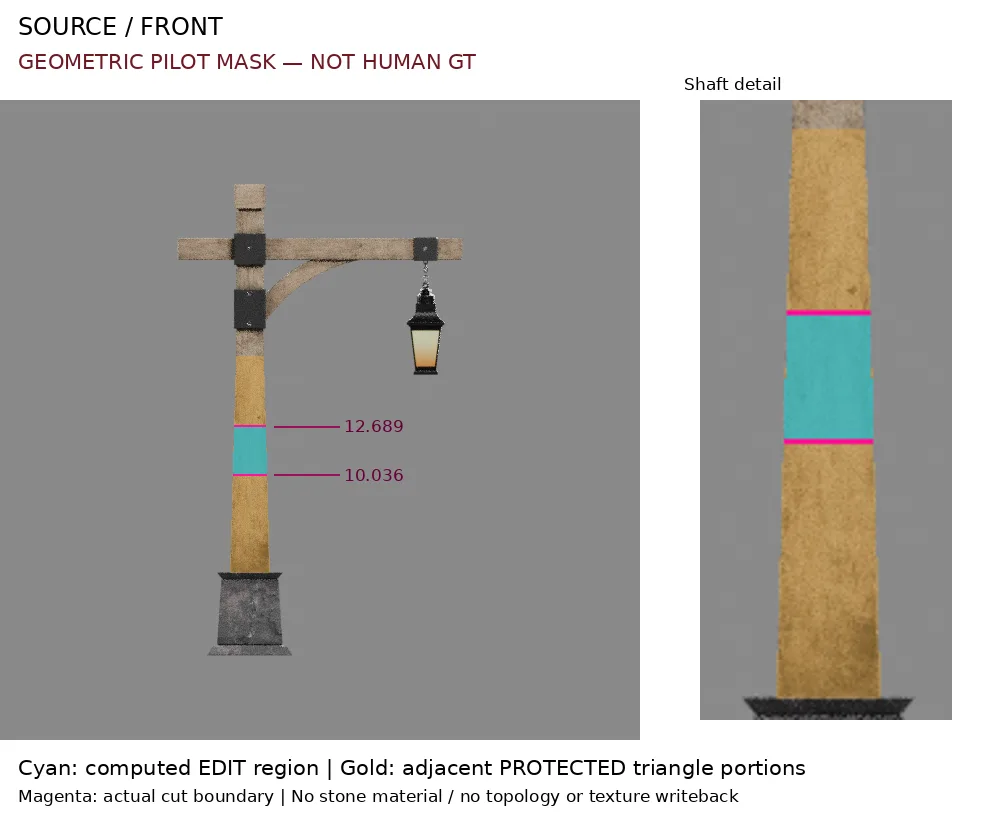 SOURCE / FRONT
GEOMETRIC PILOT MASK — NOT HUMAN GT
Shaft detail
12.689
10.036
Cyan: computed EDIT region | Gold: adjacent PROTECTED triangle portions
Magenta: actual cut boundary | No stone material / no topology or texture writeback